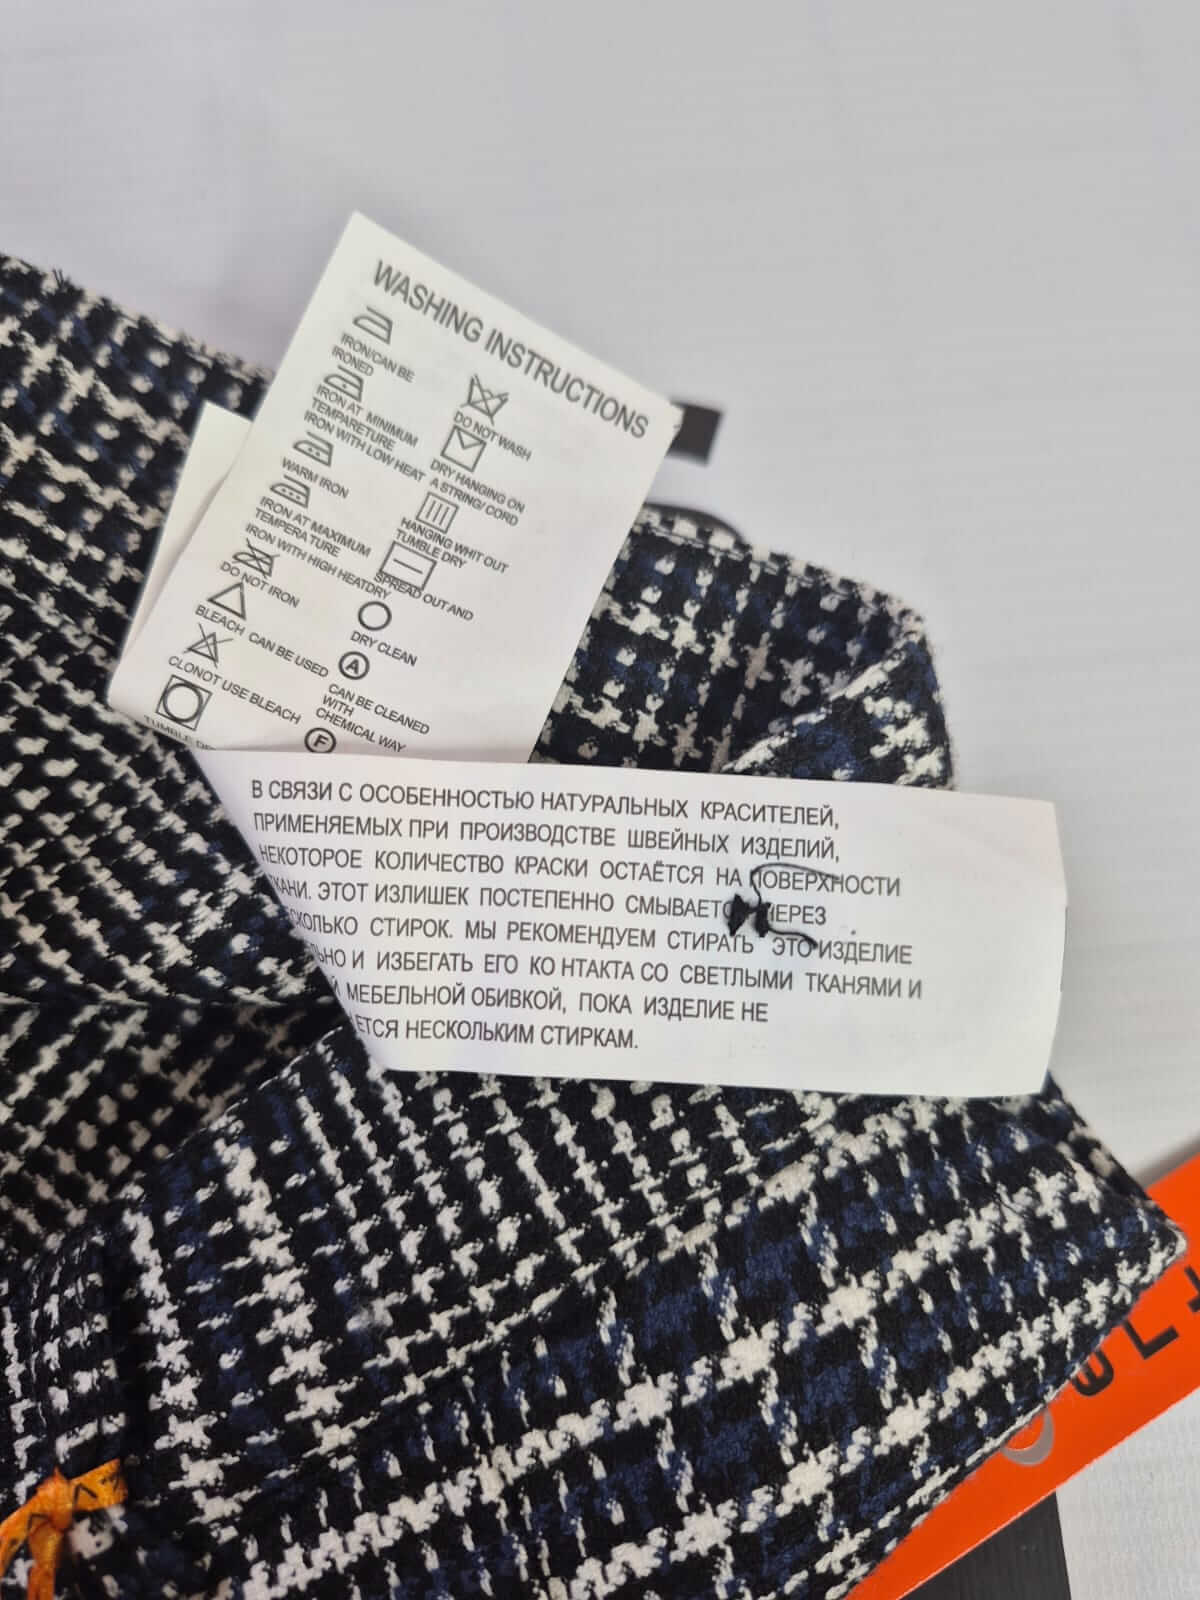 WASHING INSTRUCTIONS
IRON/CAN BE
IRONED
IRON AT MINIMUM
TEMPARETURE
IRON WITH LOW HEAT
WARM IRON
IRON AT MAXIMUM
TEMPERA TURE
IRON WITH HIGH HEATDRY
DO NOT IRON
BLEACH CAN BE USED
CLONOT USE BLEACH
TUMBLE
DO NOT WASH
DRY HANGING ON
A STRING/ CORD
HANGING WHIT OUT
TUMBLE DRY
SPREAD OUT AND
DRY CLEAN
A
CAN BE CLEANED
WITH
CHEMICAL WAY
F
В СВЯЗИ С ОСОБЕННОСТЬЮ НАТУРАЛЬНЫХ КРАСИТЕЛЕЙ,
ПРИМЕНЯЕМЫХ ПРИ ПРОИЗВОДСТВЕ ШВЕЙНЫХ ИЗДЕЛИЙ,
НЕКОТОРОЕ КОЛИЧЕСТВО КРАСКИ ОСТАЁТСЯ НА ПОВЕРХНОСТИ
ТКАНИ. ЭТОТ ИЗЛИШЕК ПОСТЕПЕННО СМЫВАЕТСЯ ЧЕРЕЗ
СКОЛЬКО СТИРОК. МЫ РЕКОМЕНДУЕМ СТИРАТЬ ЭТО ИЗДЕЛИЕ
ЬНО И ИЗБЕГАТЬ ЕГО КО НТАКТА СО СВЕТЛЫМИ ТКАНЯМИ И
Й МЕБЕЛЬНОЙ ОБИВКОЙ, ПОКА ИЗДЕЛИЕ НЕ
ЕТСЯ НЕСКОЛЬКИМ СТИРКАМ.